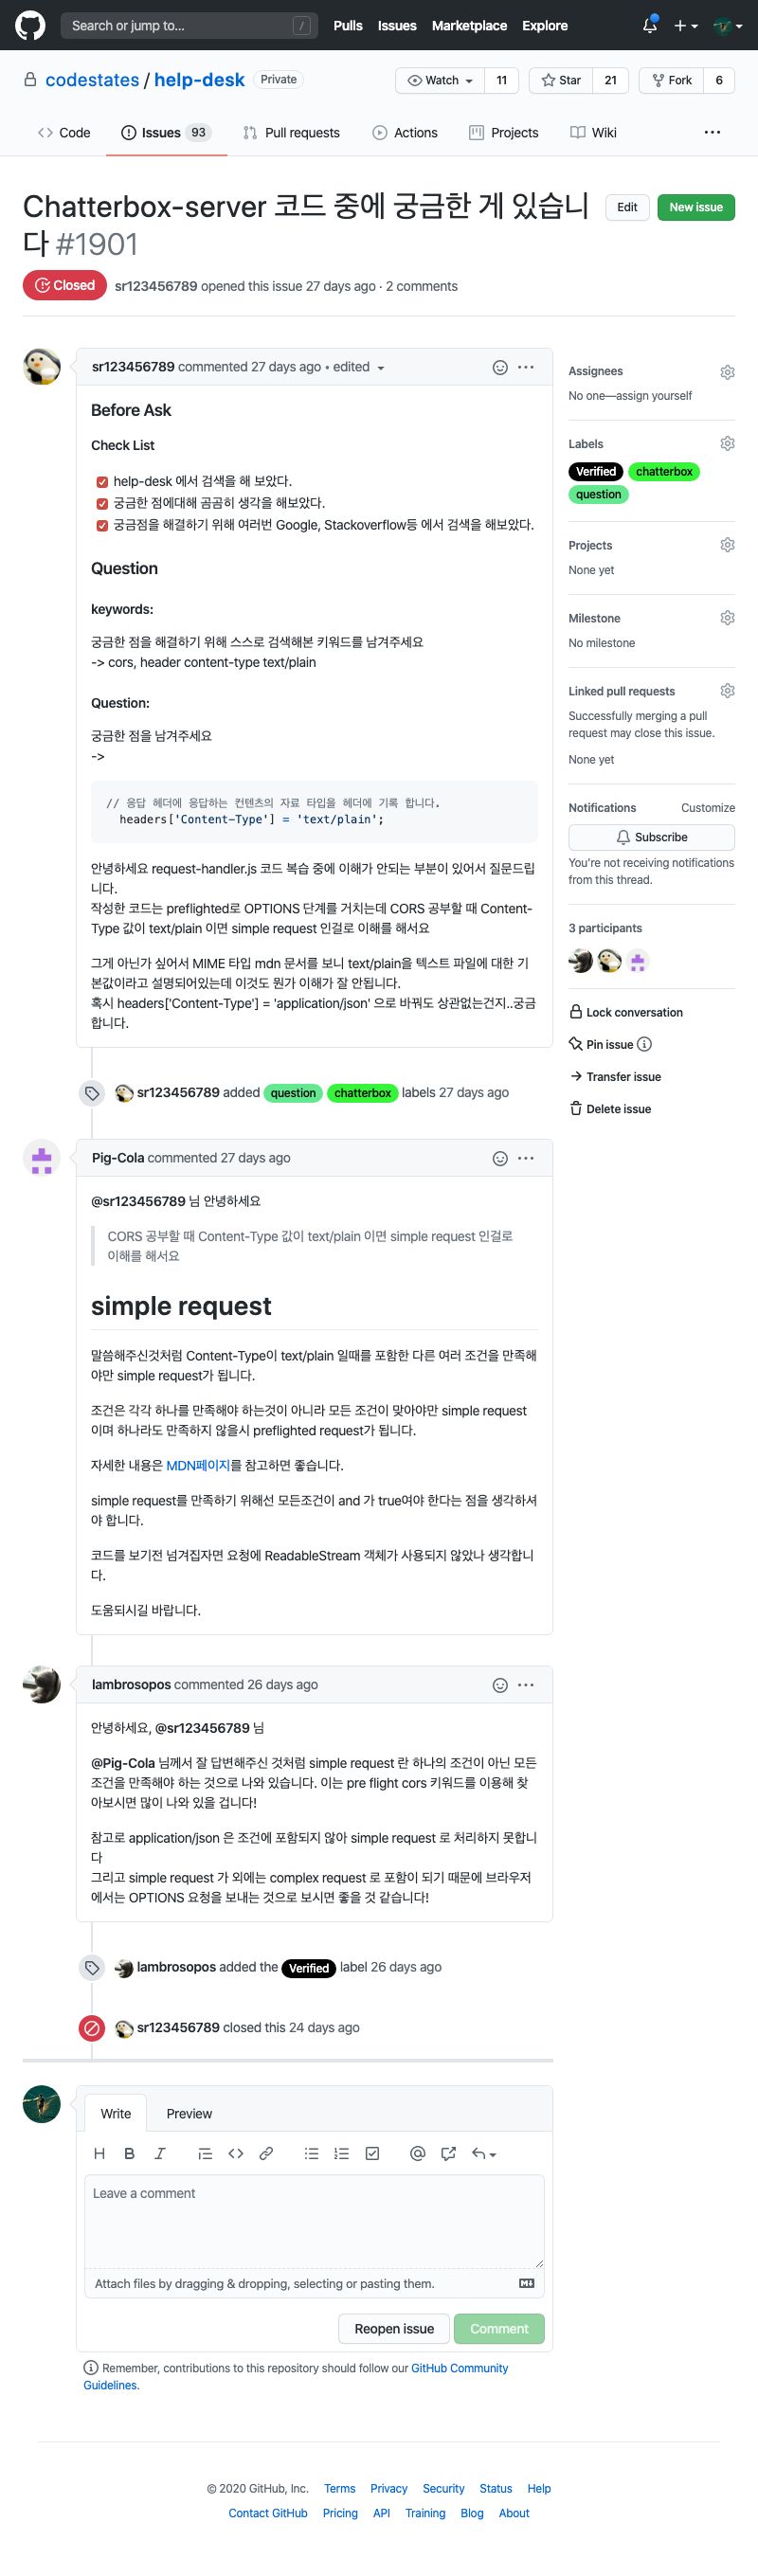 Search or jump to...
/
Pulls
Issues
Marketplace
Explore
codestates / help-desk
Private
Watch
11
Star
21
Fork
6
Code
Issues 93
Pull requests
Actions
Projects
Wiki
Chatterbox-server 코드 중에 궁금한 게 있습니
다 #1901
Edit
New issue
Closed
sr123456789 opened this issue 27 days ago · 2 comments
sr123456789 commented 27 days ago • edited
Before Ask
Check List
help-desk 에서 검색을 해 보았다.
궁금한 점에대해 곰곰히 생각을 해보았다.
궁금점을 해결하기 위해 여러번 Google, Stackoverflow등 에서 검색을 해보았다.
Question
keywords:
궁금한 점을 해결하기 위해 스스로 검색해본 키워드를 남겨주세요
-> cors, header content-type text/plain
Question:
궁금한 점을 남겨주세요
->
// 응답 헤더에 응답하는 컨텐츠의 자료 타입을 헤더에 기록 합니다.
headers['Content-Type'] = 'text/plain';
안녕하세요 request-handler.js 코드 복습 중에 이해가 안되는 부분이 있어서 질문드립
니다.
작성한 코드는 preflighted로 OPTIONS 단계를 거치는데 CORS 공부할 때 Content-
Type 값이 text/plain 이면 simple request 인걸로 이해를 해서요
그게 아닌가 싶어서 MIME 타입 mdn 문서를 보니 text/plain을 텍스트 파일에 대한 기
본값이라고 설명되어있는데 이것도 뭔가 이해가 잘 안됩니다.
혹시 headers['Content-Type'] = 'application/json' 으로 바꿔도 상관없는건지..궁금
합니다.
sr123456789 added question chatterbox labels 27 days ago
Pig-Cola commented 27 days ago
@sr123456789 님 안녕하세요
CORS 공부할 때 Content-Type 값이 text/plain 이면 simple request 인걸로
이해를 해서요
simple request
말씀해주신것처럼 Content-Type이 text/plain 일때를 포함한 다른 여러 조건을 만족해
야만 simple request가 됩니다.
조건은 각각 하나를 만족해야 하는것이 아니라 모든 조건이 맞아야만 simple request
이며 하나라도 만족하지 않을시 preflighted request가 됩니다.
자세한 내용은 MDN페이지를 참고하면 좋습니다.
simple request를 만족하기 위해선 모든조건이 and 가 true여야 한다는 점을 생각하셔
야 합니다.
코드를 보기전 넘겨집자면 요청에 ReadableStream 객체가 사용되지 않았나 생각합니
다.
도움되시길 바랍니다.
lambrosopos commented 26 days ago
안녕하세요, @sr123456789 님
@Pig-Cola 님께서 잘 답변해주신 것처럼 simple request 란 하나의 조건이 아닌 모든
조건을 만족해야 하는 것으로 나와 있습니다. 이는 pre flight cors 키워드를 이용해 찾
아보시면 많이 나와 있을 겁니다!
참고로 application/json 은 조건에 포함되지 않아 simple request 로 처리하지 못합니
다
그리고 simple request 가 외에는 complex request 로 포함이 되기 때문에 브라우저
에서는 OPTIONS 요청을 보내는 것으로 보시면 좋을 것 같습니다!
lambrosopos added the Verified label 26 days ago
sr123456789 closed this 24 days ago
Write
Preview
Leave a comment
Attach files by dragging & dropping, selecting or pasting them.
Reopen issue
Comment
Remember, contributions to this repository should follow our GitHub Community
Guidelines.
Assignees
No one—assign yourself
Labels
Verified
chatterbox
question
Projects
None yet
Milestone
No milestone
Linked pull requests
Successfully merging a pull
request may close this issue.
None yet
Notifications
Customize
Subscribe
You're not receiving notifications
from this thread.
3 participants
Lock conversation
Pin issue
Transfer issue
Delete issue
© 2020 GitHub, Inc.
Terms
Privacy
Security
Status
Help
Contact GitHub
Pricing
API
Training
Blog
About